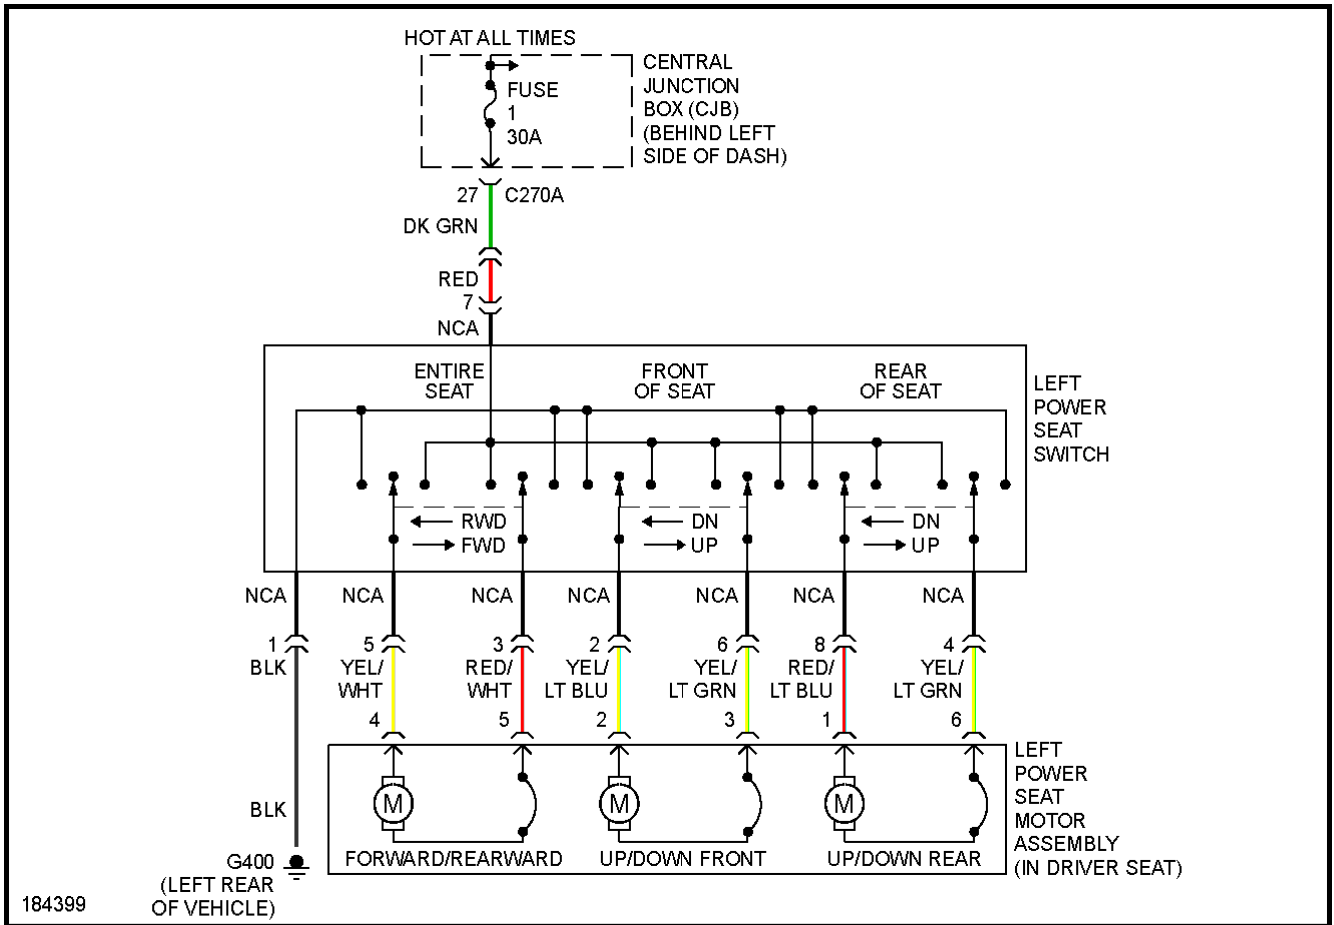 HOT AT ALL TIMES
CENTRAL
JUNCTION
BOX (CJB)
(BEHIND LEFT
SIDE OF DASH)
FUSE
1
30A
27 C270A
DK GRN
RED
7
NCA
ENTIRE
SEAT
FRONT
OF SEAT
REAR
OF SEAT
LEFT
POWER
SEAT
SWITCH
RWD
FWD
DN
UP
DN
UP
NCA NCA NCA NCA NCA NCA NCA
1 5 3 2 6 8 4
BLK
YEL/
WHT
RED/
WHT
YEL/
LT BLU
YEL/
LT GRN
RED/
LT BLU
YEL/
LT GRN
4 5 2 3 1 6
LEFT
POWER
SEAT
MOTOR
ASSEMBLY
(IN DRIVER SEAT)
M M M
BLK
FORWARD/REARWARD
UP/DOWN FRONT
UP/DOWN REAR
G400
(LEFT REAR
OF VEHICLE)
184399